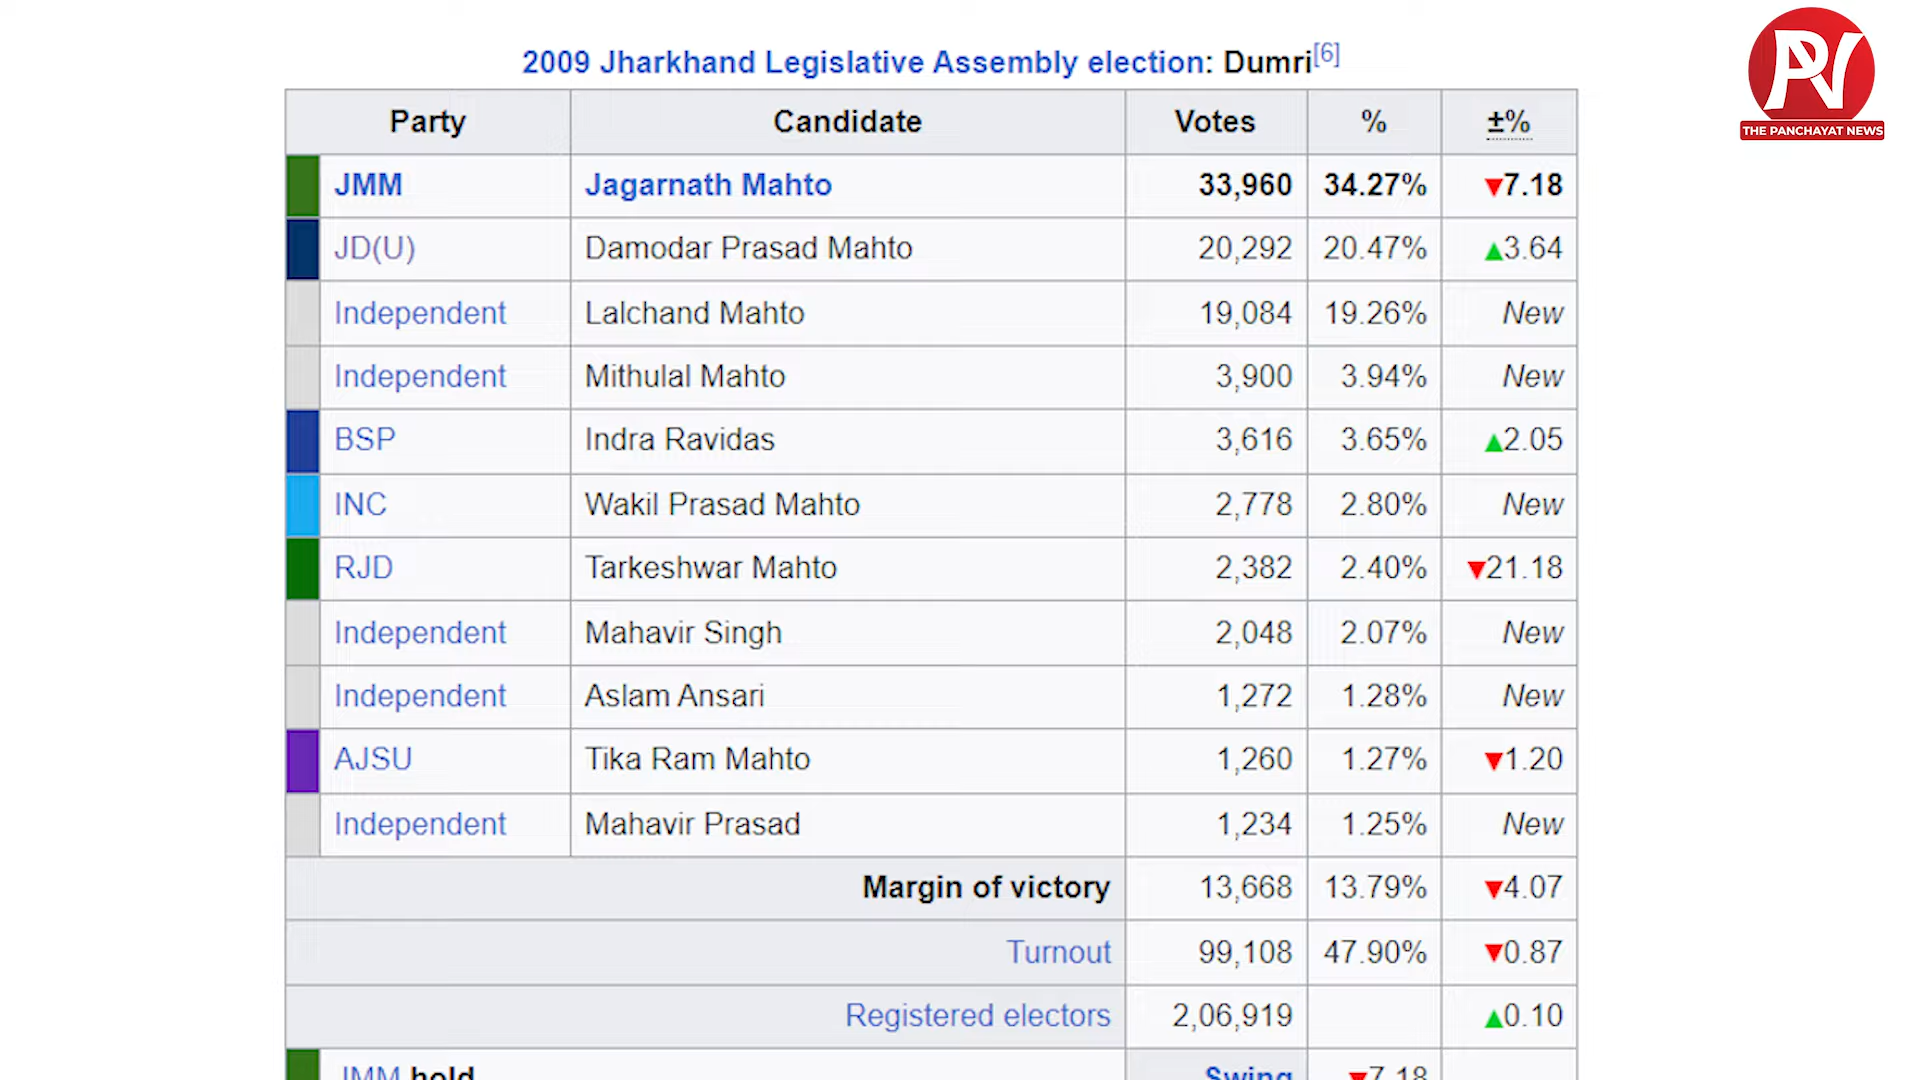 2009 Jharkhand Legislative Assembly election: Dumri[6]
Party Candidate Votes % ±%
JMM Jagarnath Mahto 33,960 34.27% ▼7.18
JD(U) Damodar Prasad Mahto 20,292 20.47% ▲3.64
Independent Lalchand Mahto 19,084 19.26% New
Independent Mithulal Mahto 3,900 3.94% New
BSP Indra Ravidas 3,616 3.65% ▲2.05
INC Wakil Prasad Mahto 2,778 2.80% New
RJD Tarkeshwar Mahto 2,382 2.40% ▼21.18
Independent Mahavir Singh 2,048 2.07% New
Independent Aslam Ansari 1,272 1.28% New
AJSU Tika Ram Mahto 1,260 1.27% ▼1.20
Independent Mahavir Prasad 1,234 1.25% New
Margin of victory 13,668 13.79% ▼4.07
Turnout 99,108 47.90% ▼0.87
Registered electors 2,06,919 ▲0.10
JMM hold Swing ▼7.18
PN
THE PANCHAYAT NEWS